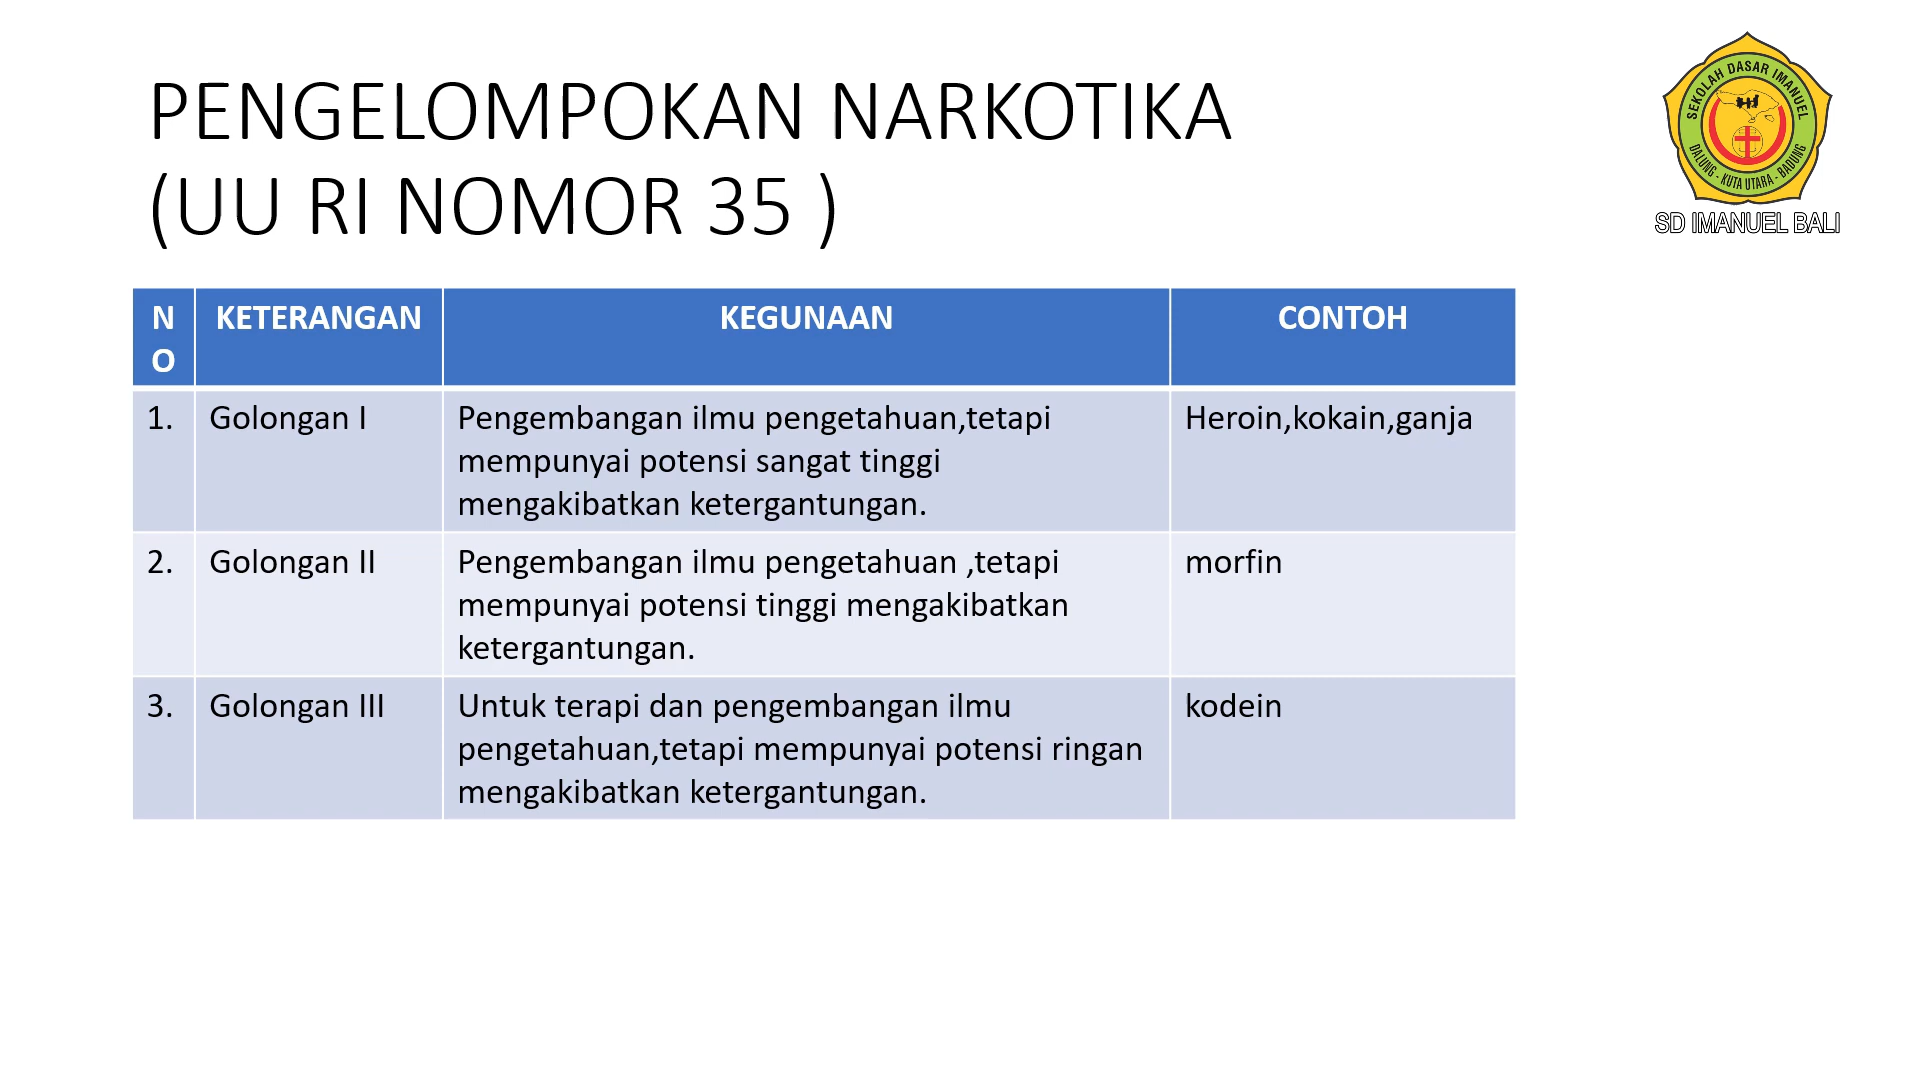 PENGELOMPOKAN NARKOTIKA
(UU RI NOMOR 35 )
SEKOLAH DASAR IMANUEL
DALUNG - KUTA UTARA - BADUNG
SD IMANUEL BALI
N
O
KETERANGAN
KEGUNAAN
CONTOH
1.
Golongan I
Pengembangan ilmu pengetahuan,tetapi
mempunyai potensi sangat tinggi
mengakibatkan ketergantungan.
Heroin,kokain,ganja
2.
Golongan II
Pengembangan ilmu pengetahuan ,tetapi
mempunyai potensi tinggi mengakibatkan
ketergantungan.
morfin
3.
Golongan III
Untuk terapi dan pengembangan ilmu
pengetahuan,tetapi mempunyai potensi ringan
mengakibatkan ketergantungan.
kodein